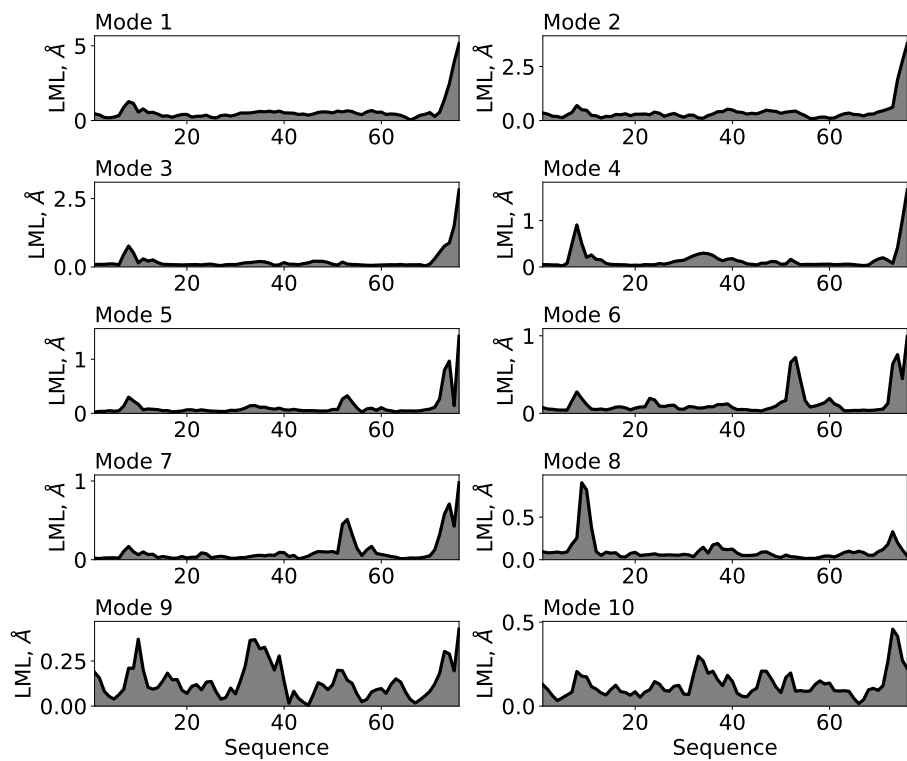 Mode 1
Mode 2
LML, Å
5
0
20
40
60
LML, Å
2.5
0.0
20
40
60
Mode 3
Mode 4
LML, Å
2.5
0.0
20
40
60
LML, Å
1
0
20
40
60
Mode 5
Mode 6
LML, Å
1
0
20
40
60
LML, Å
1
0
20
40
60
Mode 7
Mode 8
LML, Å
1
0
20
40
60
LML, Å
0.5
0.0
20
40
60
Mode 9
Mode 10
LML, Å
0.25
0.00
20
40
60
Sequence
LML, Å
0.5
0.0
20
40
60
Sequence